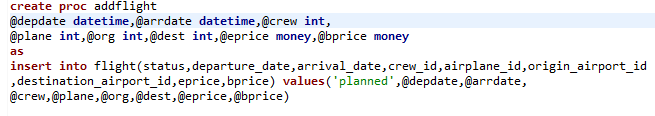 create proc addflight
@depdate datetime,@arrdate datetime,@crew int,
@plane int,@org int,@dest int,@eprice money,@bprice money
as
insert into flight(status,departure_date,arrival_date,crew_id,airplane_id,origin_airport_id
,destination_airport_id,eprice,bprice) values('planned',@depdate,@arrdate,
@crew,@plane,@org,@dest,@eprice,@bprice)